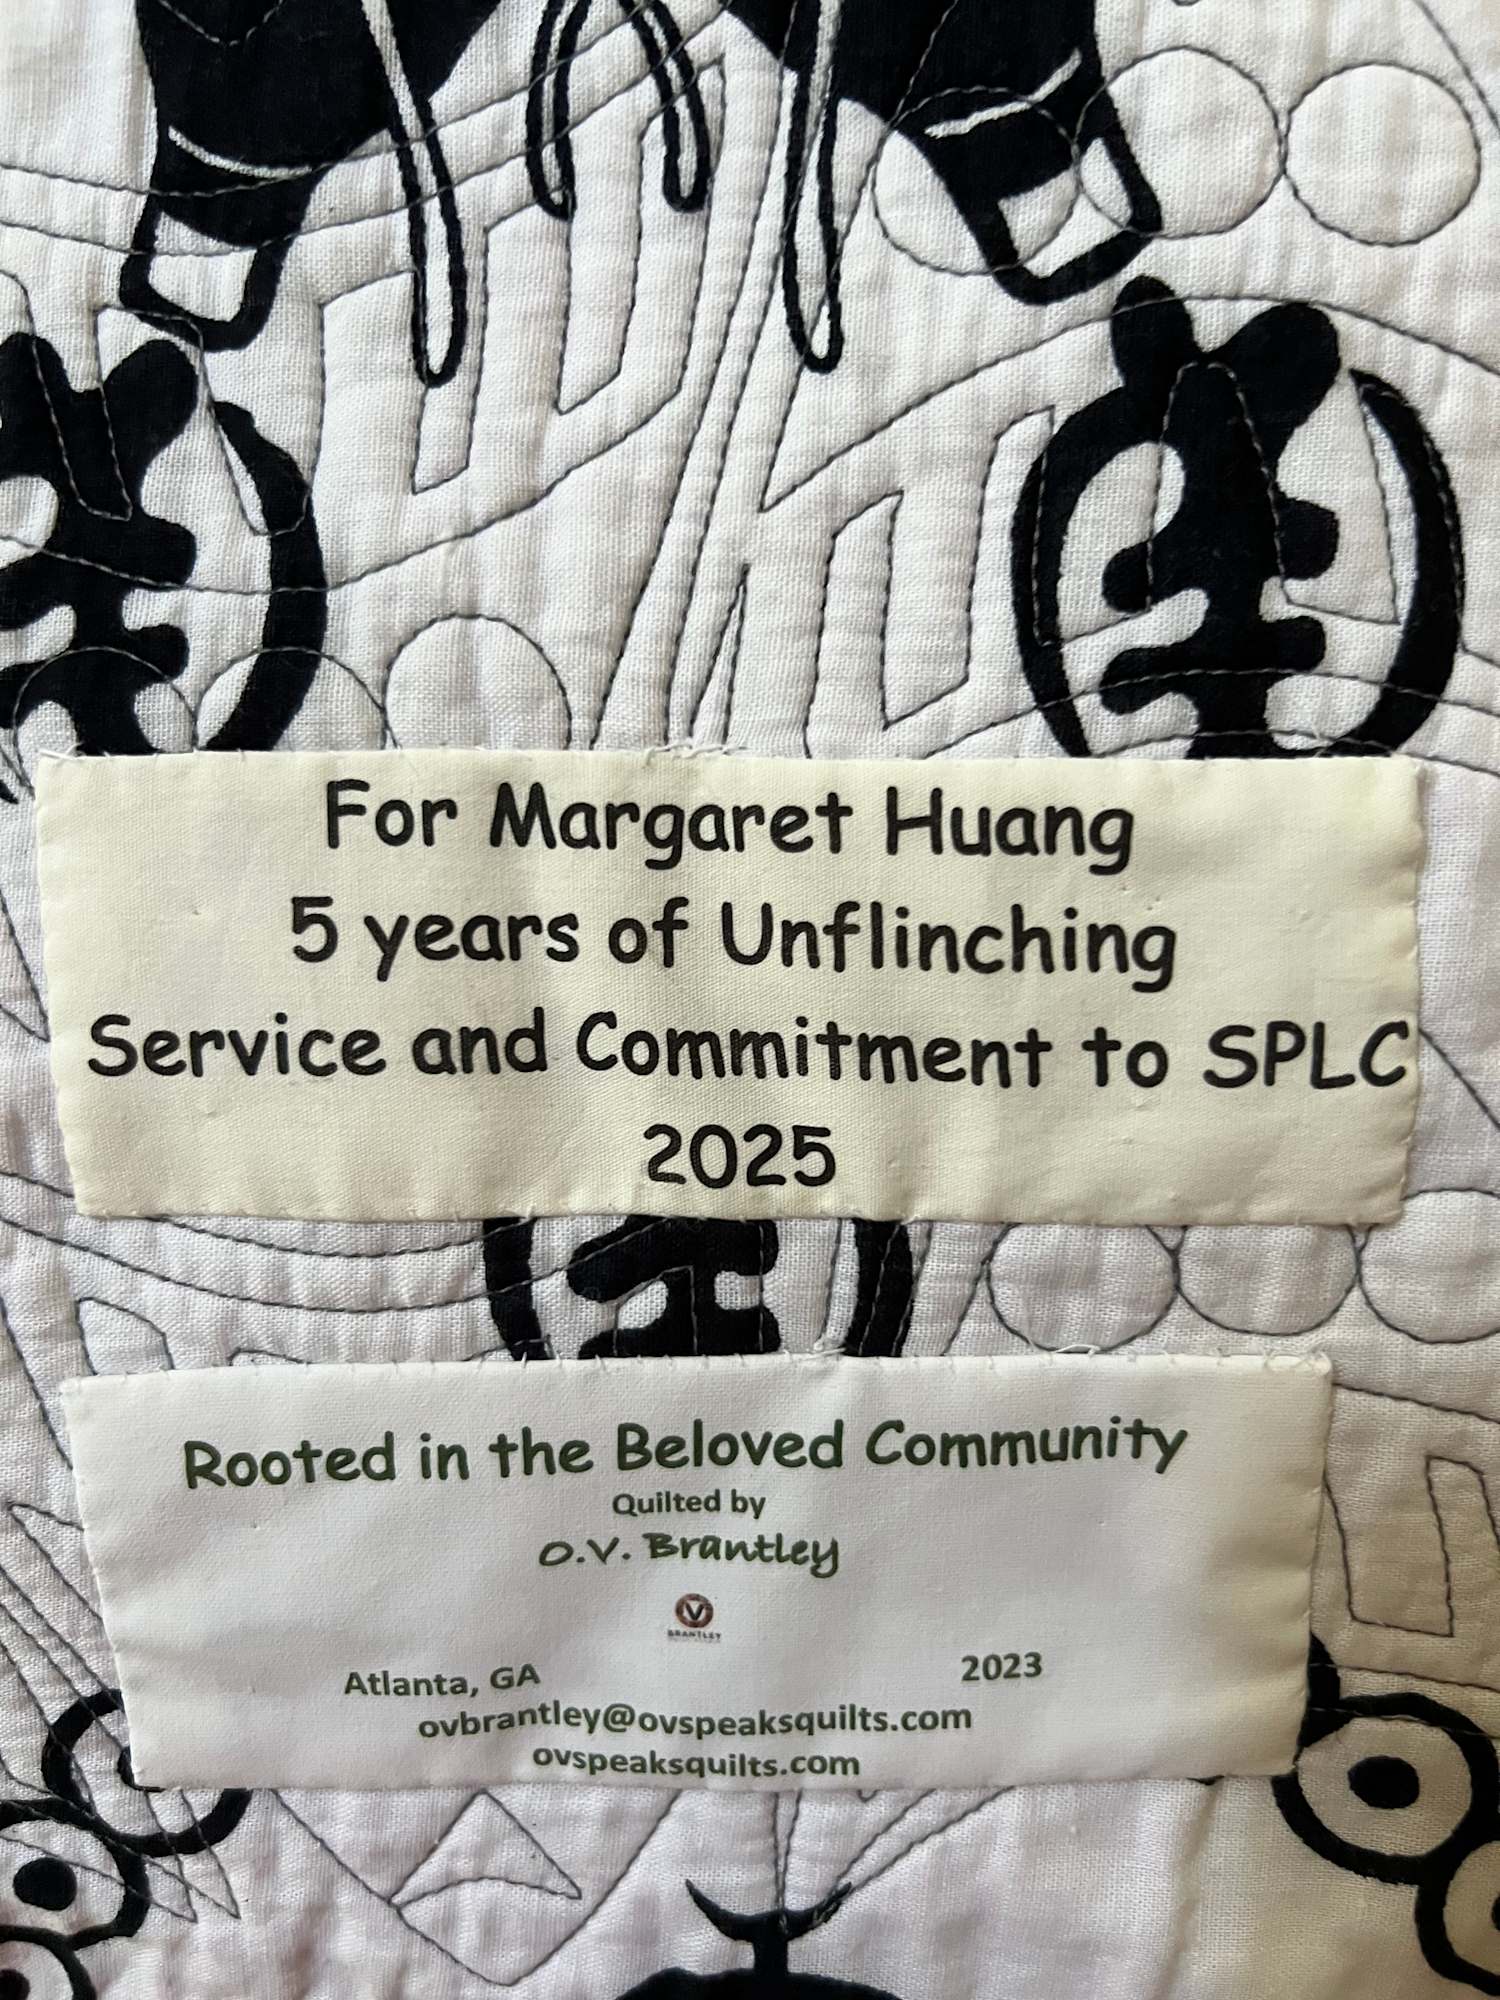 For Margaret Huang
5 years of Unflinching
Service and Commitment to SPLC
2025
Rooted in the Beloved Community
Quilted by
O.V. Brantley
V
BRANTLEY
Atlanta, GA 2023
ovbrantley@ovspeaksquilts.com
ovspeaksquilts.com